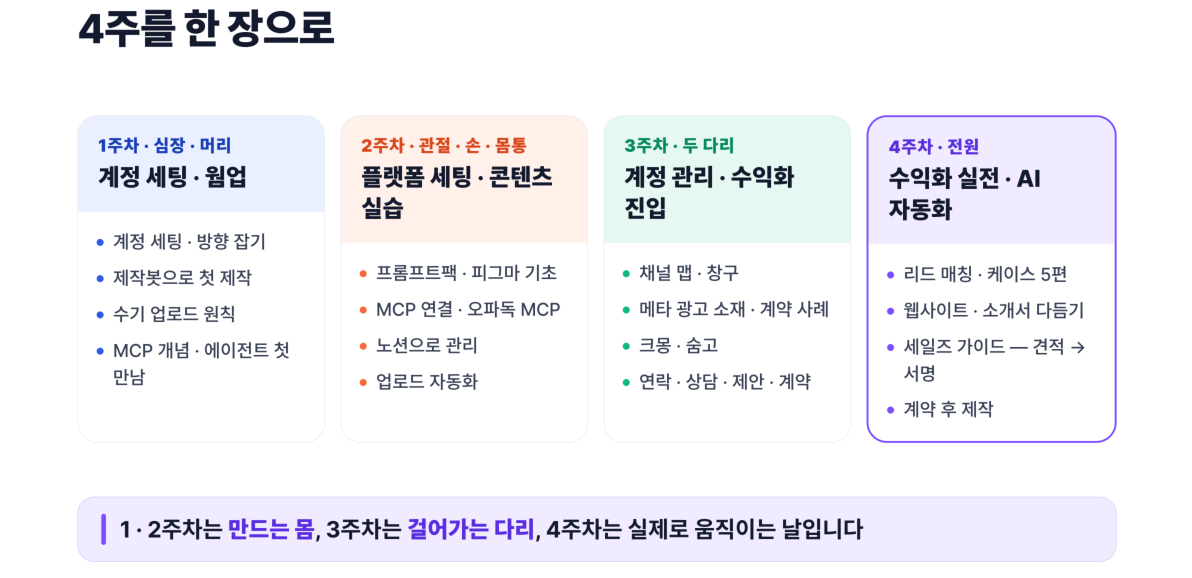 4주를 한 장으로
1주차 · 심장 · 머리
계정 세팅 · 웜업
계정 세팅 · 방향 잡기
제작봇으로 첫 제작
수기 업로드 원칙
MCP 개념 · 에이전트 첫
만남
2주차 · 관절 · 손 · 몸통
플랫폼 세팅 · 콘텐츠
실습
프롬프트팩 · 피그마 기초
MCP 연결 · 오파독 MCP
노션으로 관리
업로드 자동화
3주차 · 두 다리
계정 관리 · 수익화
진입
채널 맵 · 창구
메타 광고 소재 · 계약 사례
크몽 · 숨고
연락 · 상담 · 제안 · 계약
4주차 · 전원
수익화 실전 · AI
자동화
리드 매칭 · 케이스 5편
웹사이트 · 소개서 다듬기
세일즈 가이드 — 견적 →
서명
계약 후 제작
1 · 2주차는 만드는 몸, 3주차는 걸어가는 다리, 4주차는 실제로 움직이는 날입니다